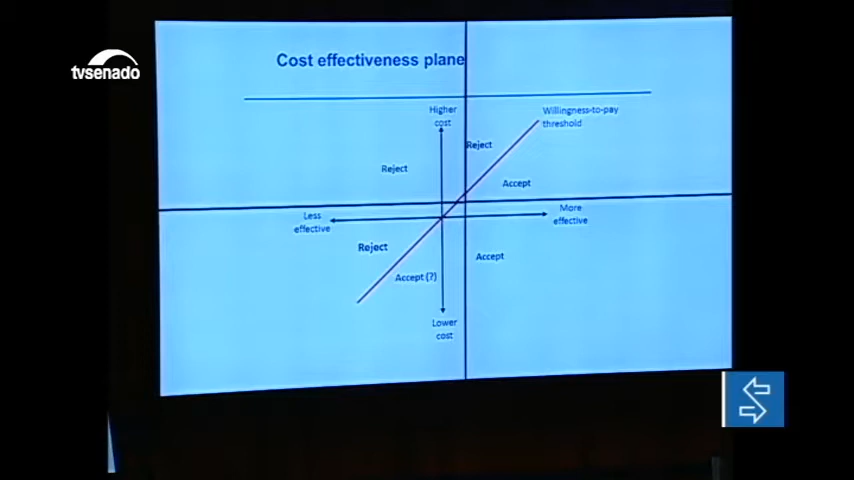 tvsenado
Cost effectiveness plane
Higher
cost
Willingness-to-pay
threshold
Reject
Reject
Accept
Less
effective
More
effective
Reject
Accept
Accept (?)
Lower
cost